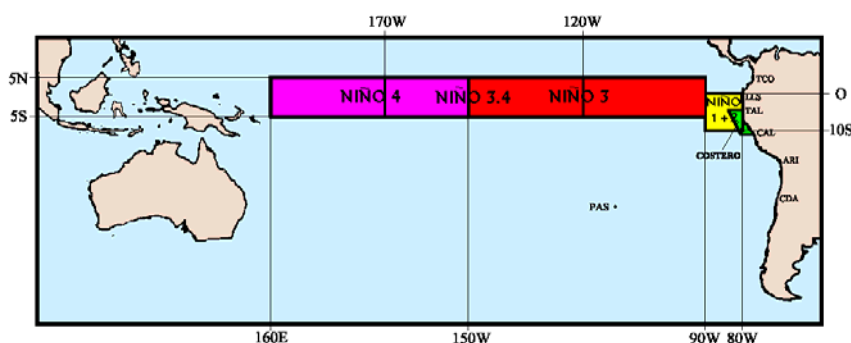 170W 120W
5N
TCO
NIÑO 4 NIÑO 3.4 NIÑO 3
LCS O
NIÑO
TAL
5S
1 + 2
10S
CAL
COSTERO
ARI
CDA
PAS
160E 150W 90W 80W